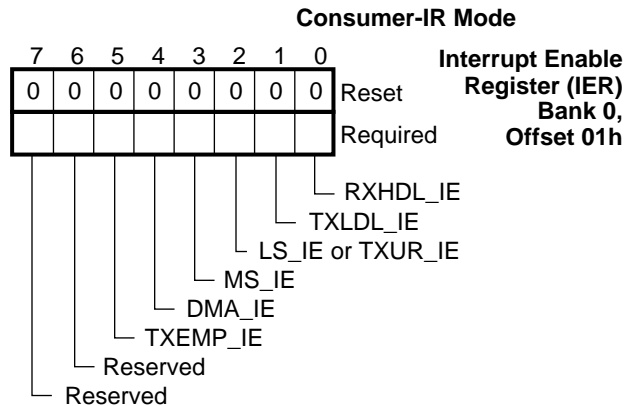 Consumer-IR Mode
7 6 5 4 3 2 1 0
Interrupt Enable
Register (IER)
Bank 0,
Offset 01h
0 0 0 0 0 0 0 0 Reset
Required
RXHDL_IE
TXLDL_IE
LS_IE or TXUR_IE
MS_IE
DMA_IE
TXEMP_IE
Reserved
Reserved